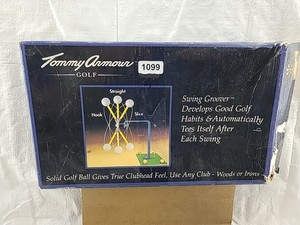 Tommy Armour
GOLF
1099
Straight
Hook
Slice
Swing Groover™
Develops Good Golf
Habits & Automatically
Tees Itself After
Each Swing
Solid Golf Ball Gives True Clubhead Feel, Use Any Club - Woods or Irons